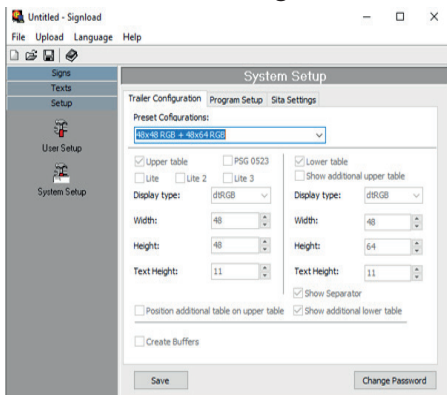 Untitled - Signload
File Upload Language Help
Signs
Texts
Setup
User Setup
System Setup
System Setup
Trailer Configuration Program Setup Sita Settings
Preset Cofigurations:
48x48 RGB + 48x64 RGB
Upper table PSG 0523
Lite Lite 2 Lite 3
Display type: dtRGB
Width: 48
Height: 48
Text Height: 11
Position additional table on upper table
Create Buffers
Lower table
Show additional upper table
Display type: dtRGB
Width: 48
Height: 64
Text Height: 11
Show Separator
Show additional lower table
Save Change Password